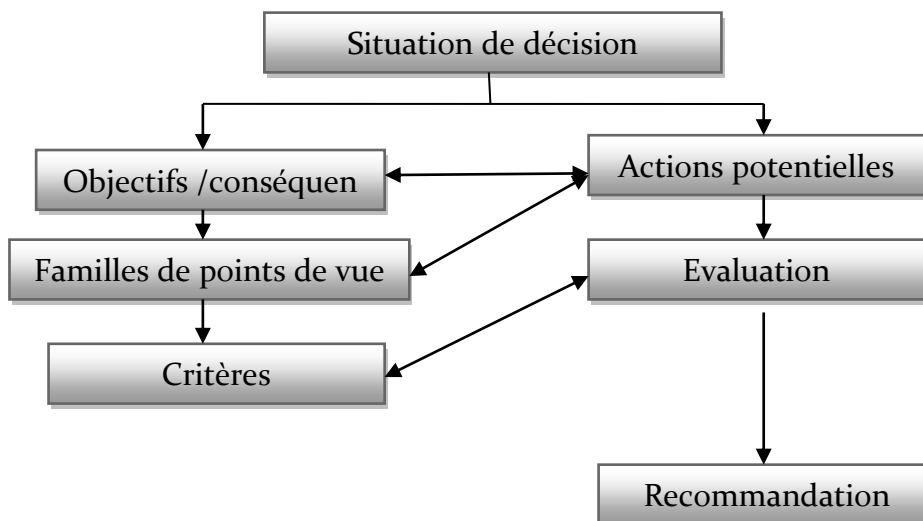 Situation de décision
Objectifs /conséquen
Actions potentielles
Familles de points de vue
Evaluation
Critères
Recommandation